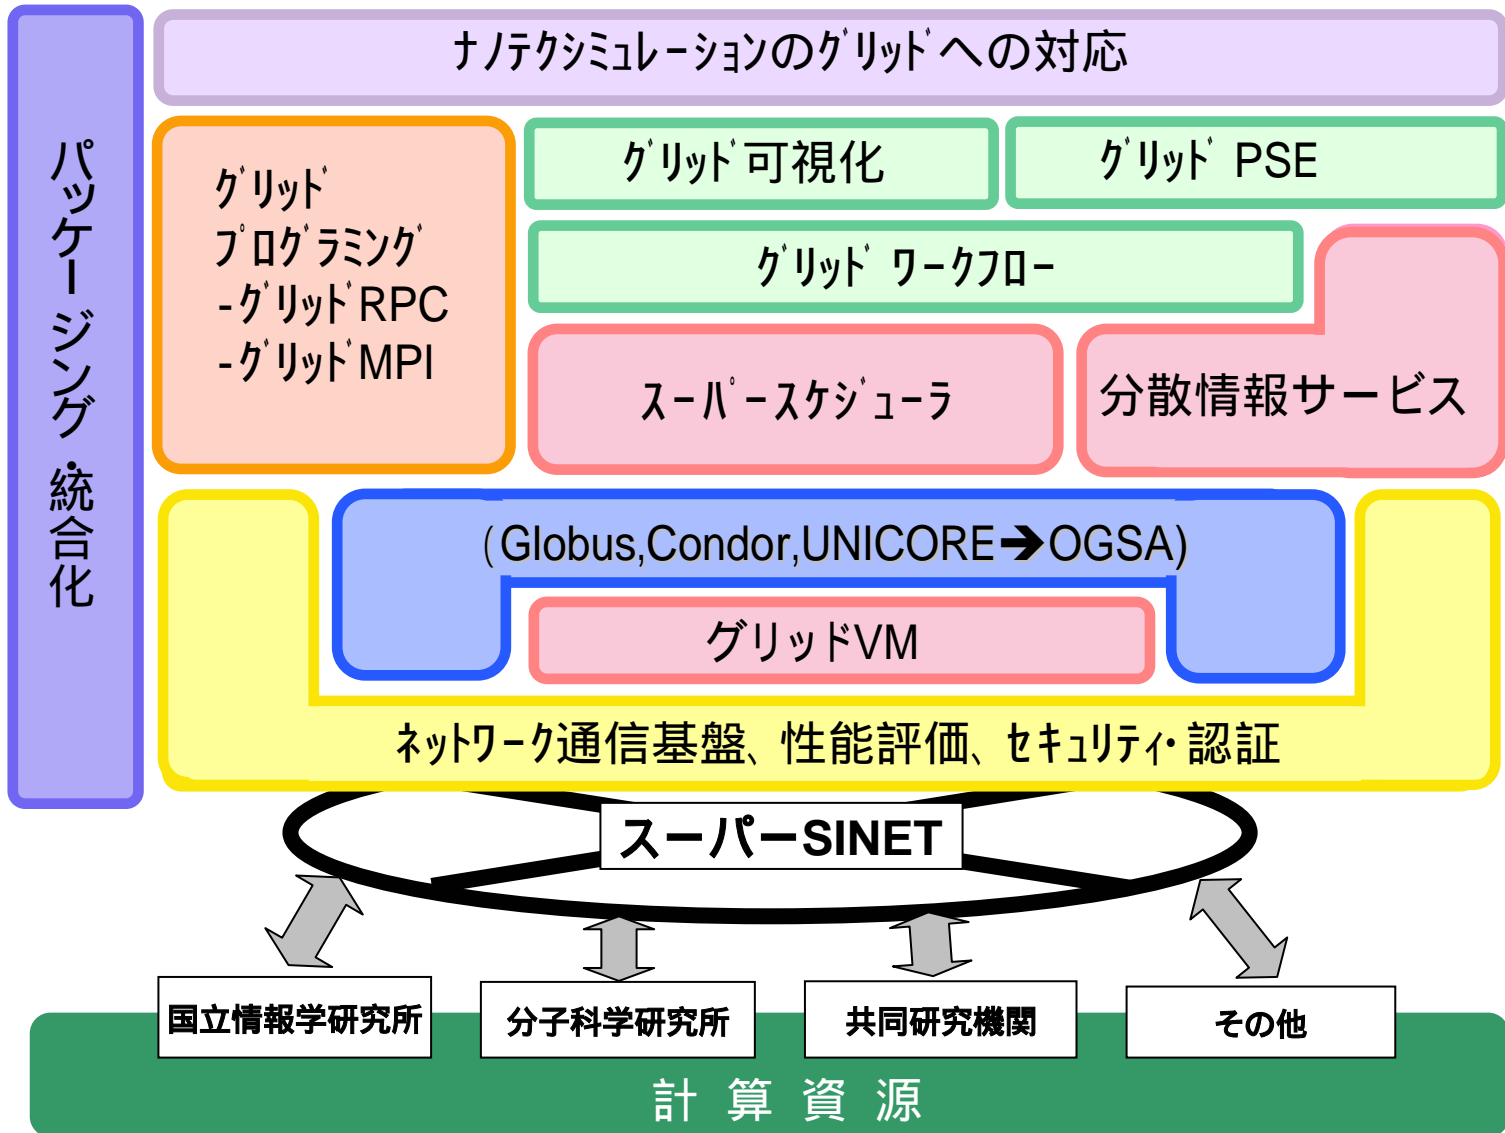 ナノテクシミュレーションのグリッドへの対応
パッケージング・統合化
グリッド
プログラミング
-グリッドRPC
-グリッドMPI
グリッド可視化
グリッド PSE
グリッド ワークフロー
スーパースケジューラ
分散情報サービス
(Globus,Condor,UNICORE➔OGSA)
グリッドVM
ネットワーク通信基盤、性能評価、セキュリティ・認証
スーパーSINET
国立情報学研究所
分子科学研究所
共同研究機関
その他
計 算 資 源